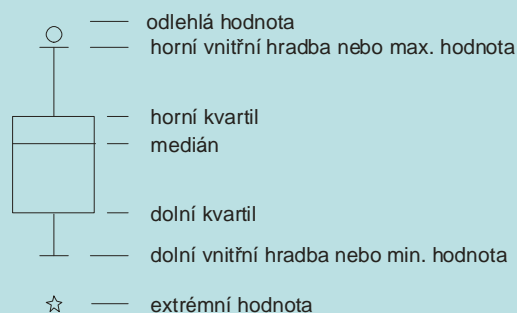 odlehlá hodnota
horní vnitřní hradba nebo max. hodnota
horní kvartil
medián
dolní kvartil
dolní vnitřní hradba nebo min. hodnota
extrémní hodnota